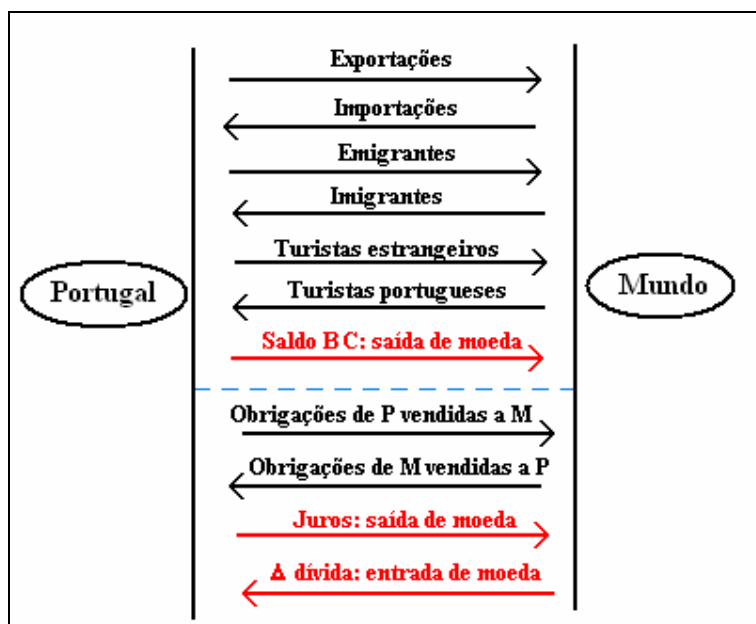 Exportações
Importações
Emigrantes
Imigrantes
Turistas estrangeiros
Portugal
Turistas portugueses
Mundo
Saldo BC: saída de moeda
Obrigações de P vendidas a M
Obrigações de M vendidas a P
Juros: saída de moeda
Δ dívida: entrada de moeda